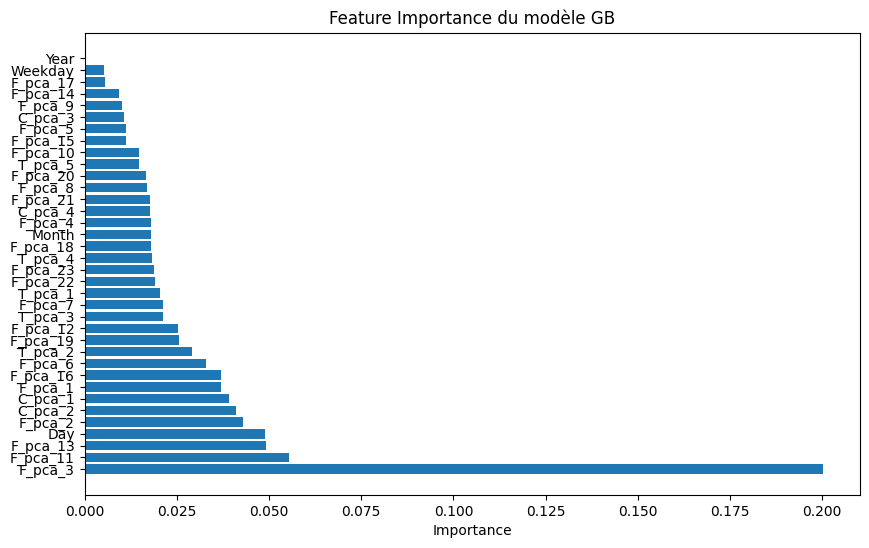 Feature Importance du modèle GB
Year
Weekday
F_pca_17
F_pca_14
F_pca_9
C_pca_3
F_pca_5
F_pca_15
F_pca_10
T_pca_5
F_pca_20
F_pca_8
F_pca_21
C_pca_4
F_pca_4
Month
F_pca_18
T_pca_4
F_pca_23
F_pca_22
T_pca_1
F_pca_7
T_pca_3
F_pca_12
F_pca_19
T_pca_2
F_pca_6
F_pca_16
F_pca_1
C_pca_1
C_pca_2
F_pca_2
Day
F_pca_13
F_pca_11
F_pca_3
0.000 0.025 0.050 0.075 0.100 0.125 0.150 0.175 0.200
Importance